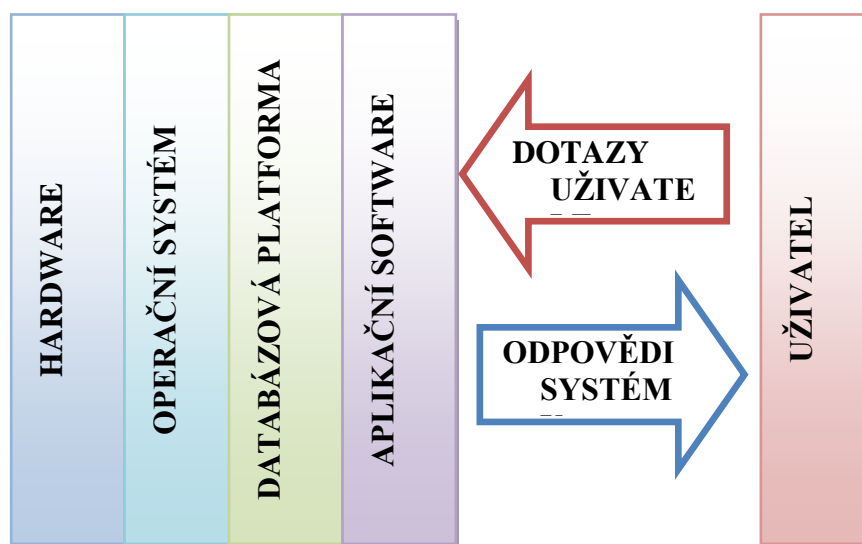 HARDWARE
OPERAČNÍ SYSTÉM
DATABÁZOVÁ PLATFORMA
APLIKAČNÍ SOFTWARE
DOTAZY
UŽIVATE
ODPOVĚDI
SYSTÉM
UŽIVATEL